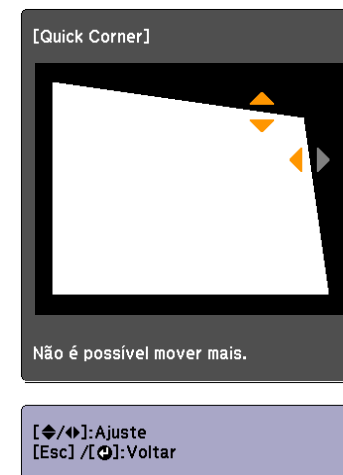 [Quick Corner]
Não é possível mover mais.
[◆/◆]:Ajuste
[Esc] /[⏎]:Voltar